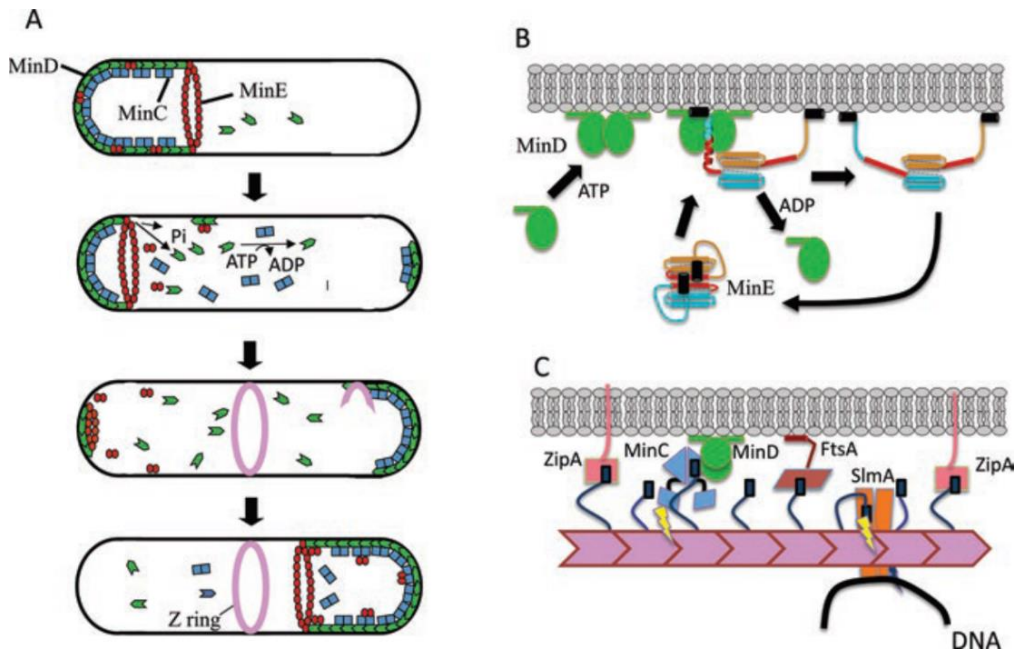 A
MinD
MinC
MinE
Pi
ATP
ADP
Z ring
B
MinD
ATP
ADP
MinE
C
ZipA
MinC
MinD
FtsA
SlmA
ZipA
DNA